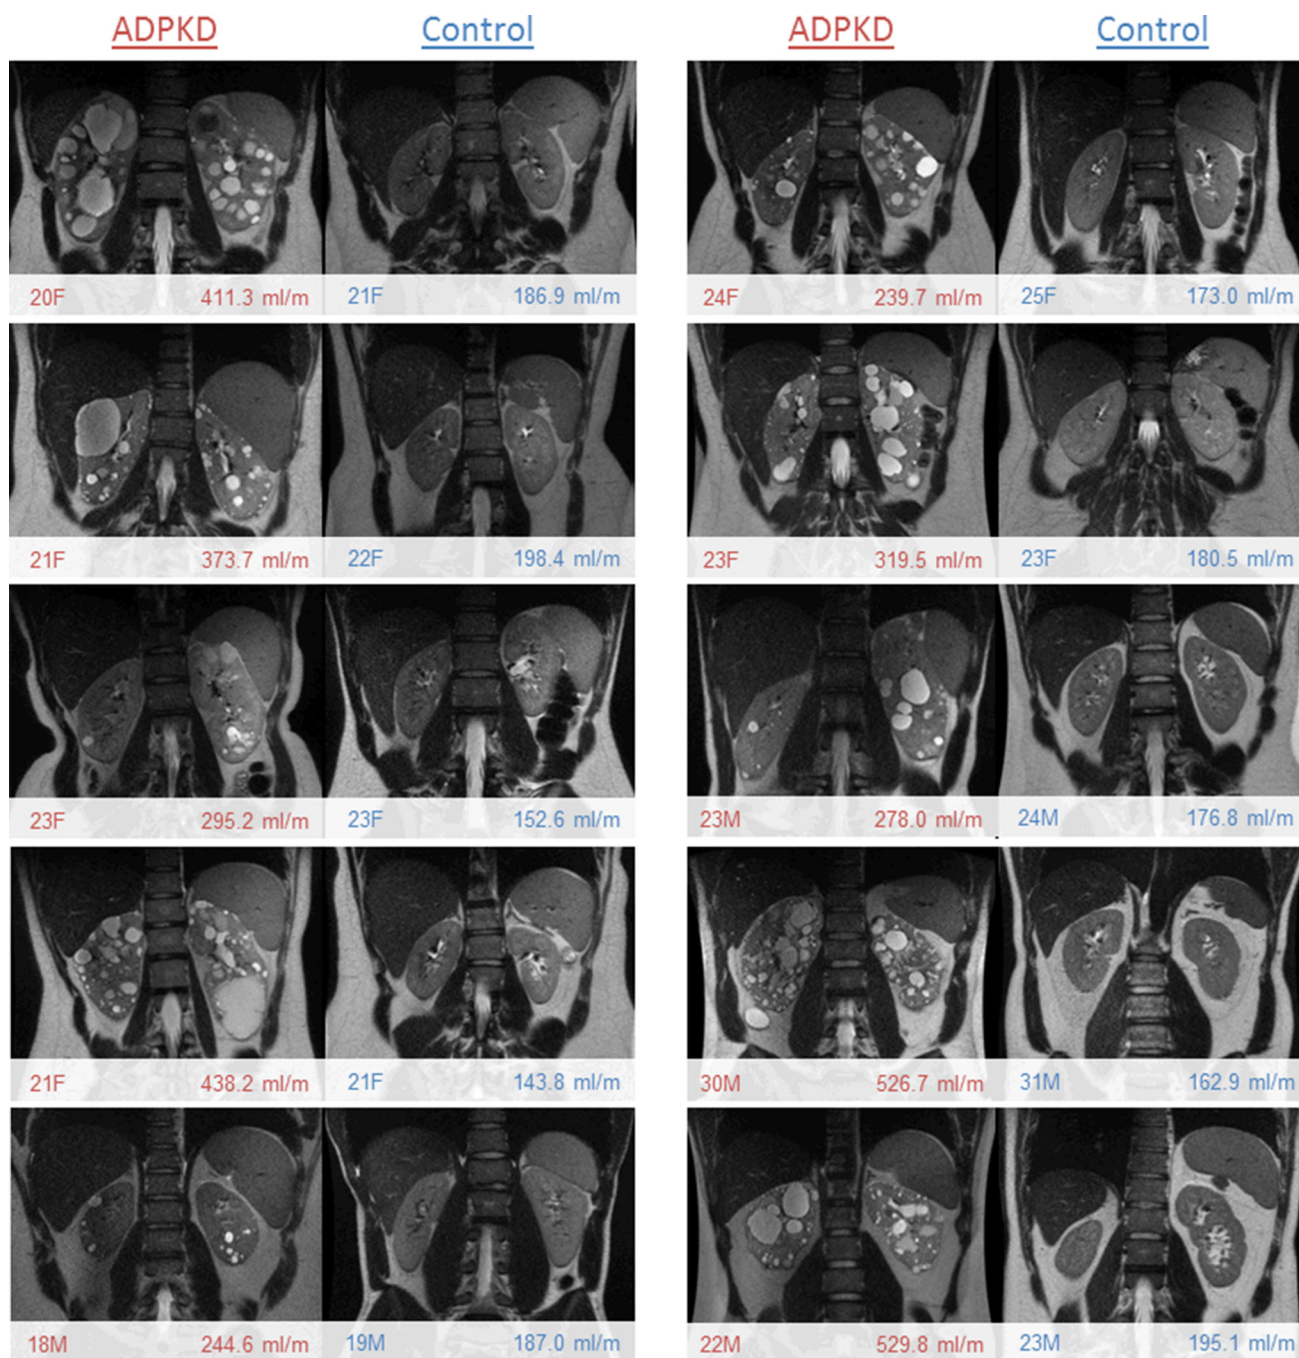 ADPKD Control ADPKD Control
20F 411.3 ml/m 21F 186.9 ml/m 24F 239.7 ml/m 25F 173.0 ml/m
21F 373.7 ml/m 22F 198.4 ml/m 23F 319.5 ml/m 23F 180.5 ml/m
23F 295.2 ml/m 23F 152.6 ml/m 23M 278.0 ml/m 24M 176.8 ml/m
21F 438.2 ml/m 21F 143.8 ml/m 30M 526.7 ml/m 31M 162.9 ml/m
18M 244.6 ml/m 19M 187.0 ml/m 22M 529.8 ml/m 23M 195.1 ml/m